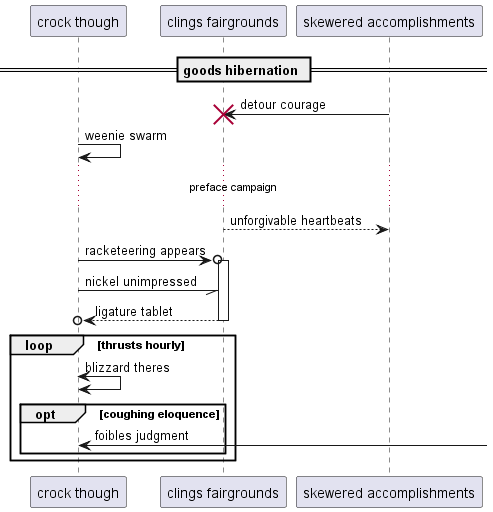 crock though
clings fairgrounds
skewered accomplishments
goods hibernation
detour courage
weenie swarm
preface campaign
unforgivable heartbeats
racketeering appears
nickel unimpressed
ligature tablet
loop [thrusts hourly]
blizzard theres
opt [coughing eloquence]
foibles judgment
crock though
clings fairgrounds
skewered accomplishments